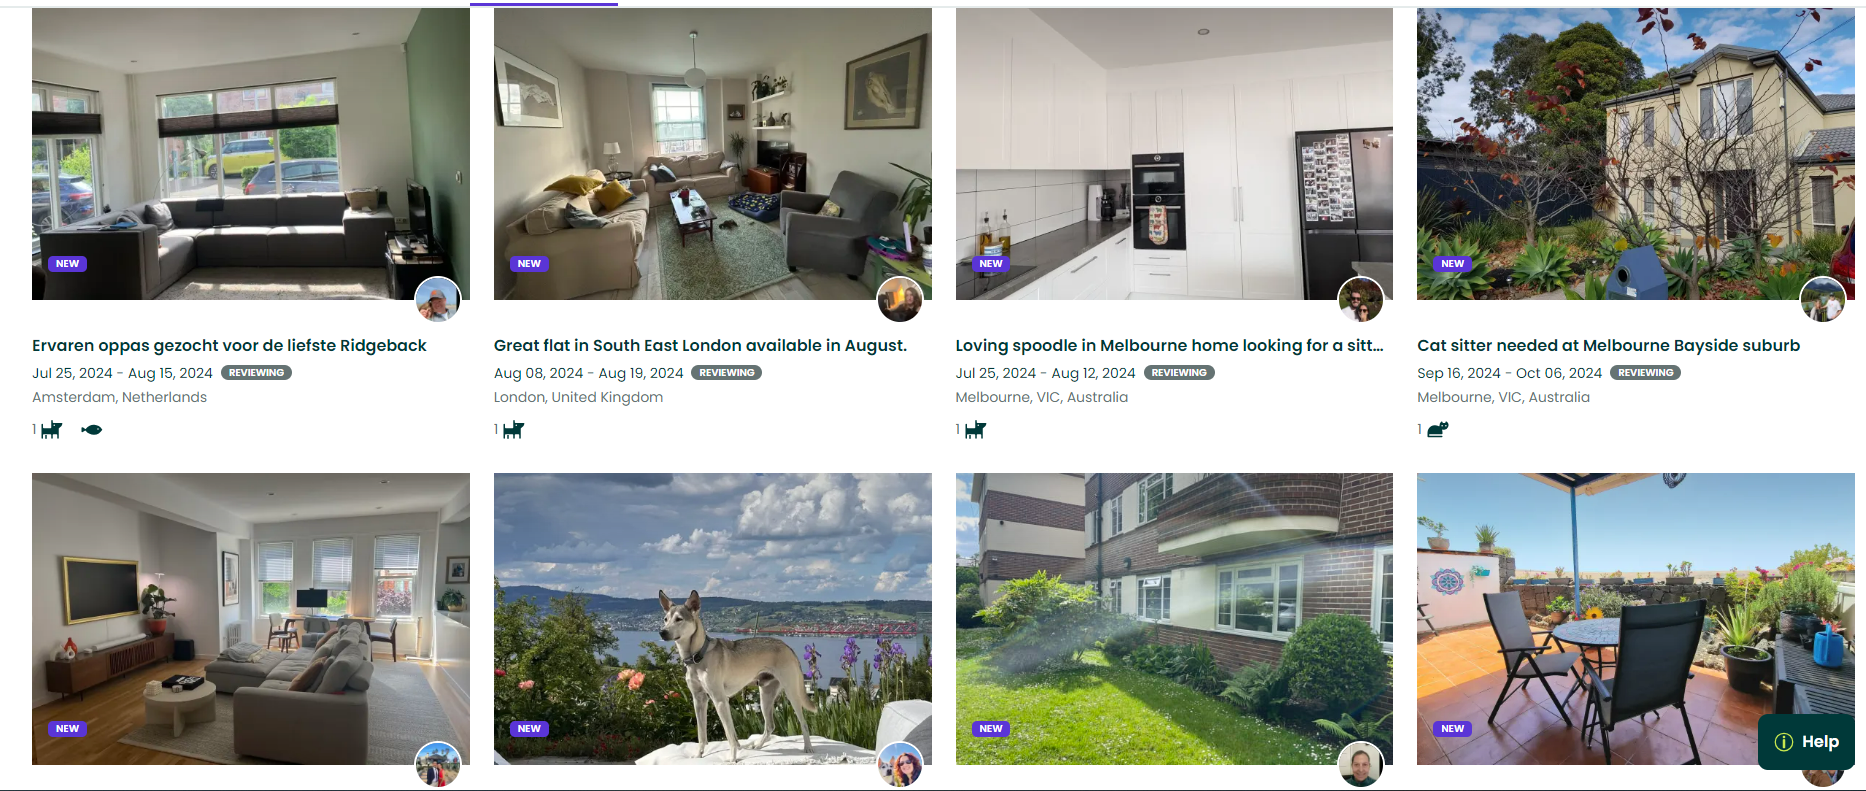 NEW
NEW
NEW
NEW
Ervaren oppas gezocht voor de liefste Ridgeback
Jul 25, 2024 - Aug 15, 2024 REVIEWING
Amsterdam, Netherlands
1
Great flat in South East London available in August.
Aug 08, 2024 - Aug 19, 2024 REVIEWING
London, United Kingdom
1
Loving spoodle in Melbourne home looking for a sitt...
Jul 25, 2024 - Aug 12, 2024 REVIEWING
Melbourne, VIC, Australia
1
Cat sitter needed at Melbourne Bayside suburb
Sep 16, 2024 - Oct 06, 2024 REVIEWING
Melbourne, VIC, Australia
1
NEW
NEW
NEW
NEW
Help